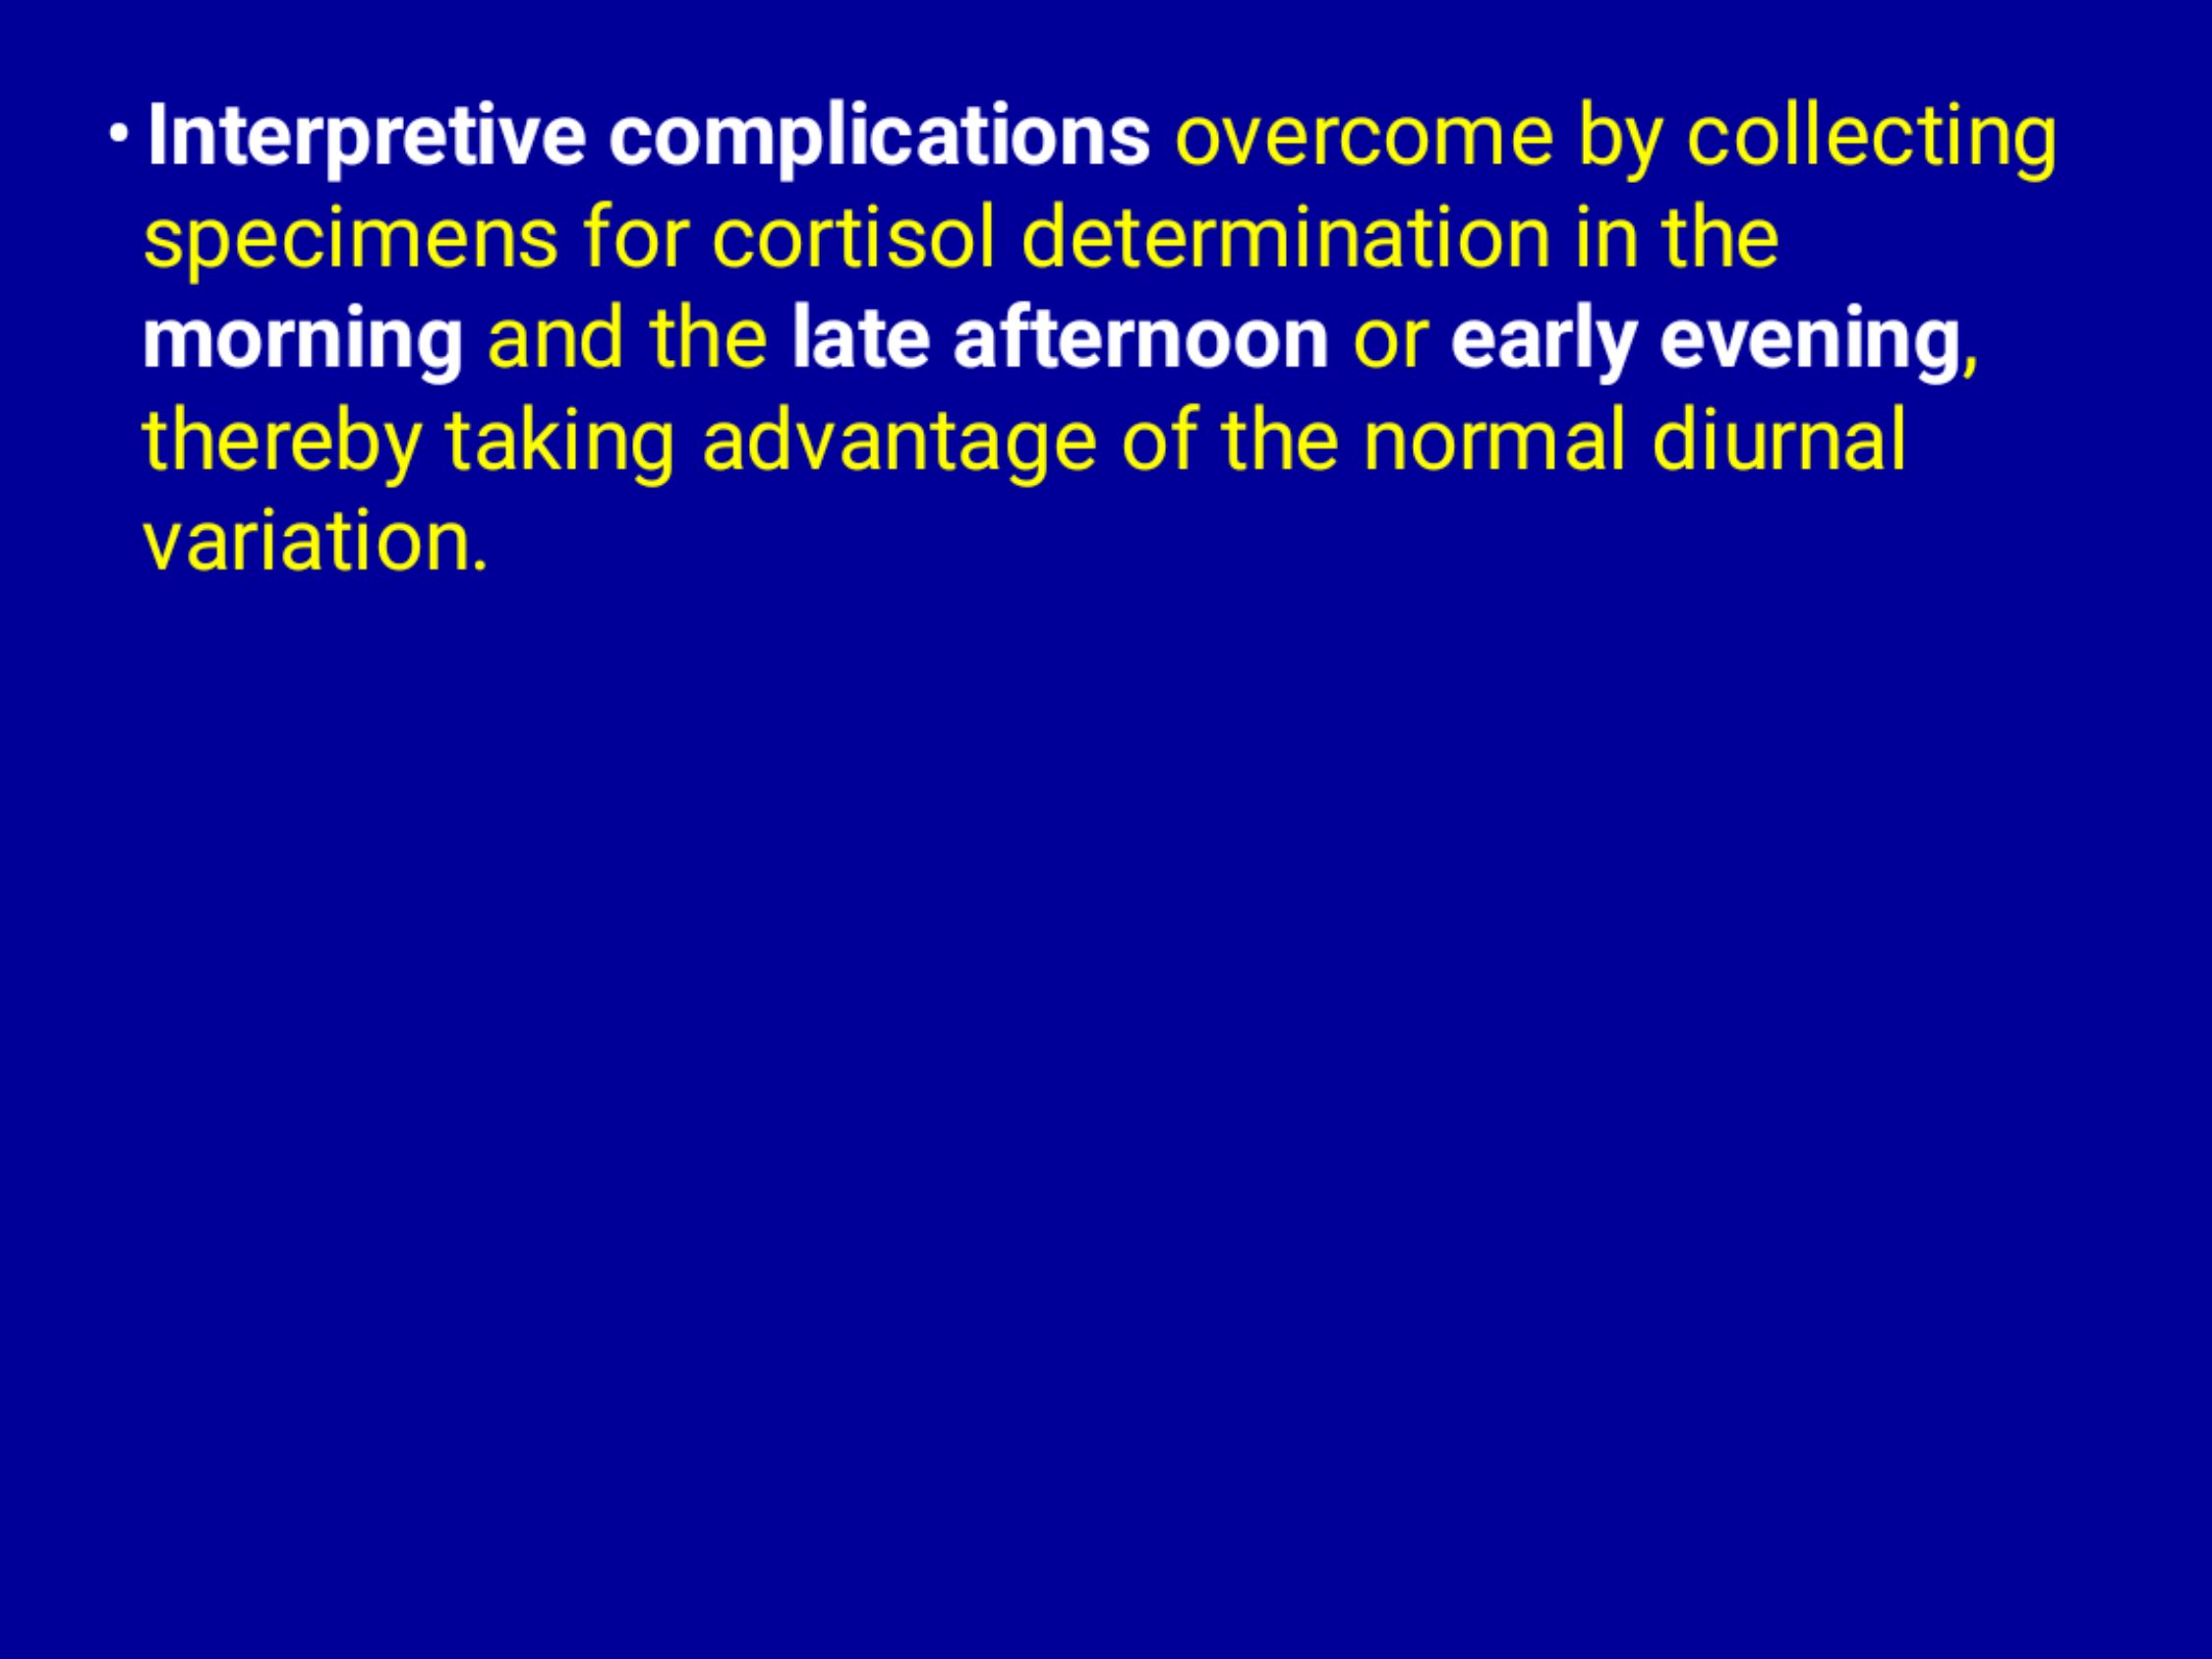 • Interpretive complications overcome by collecting
specimens for cortisol determination in the
morning and the late afternoon or early evening,
thereby taking advantage of the normal diurnal
variation.